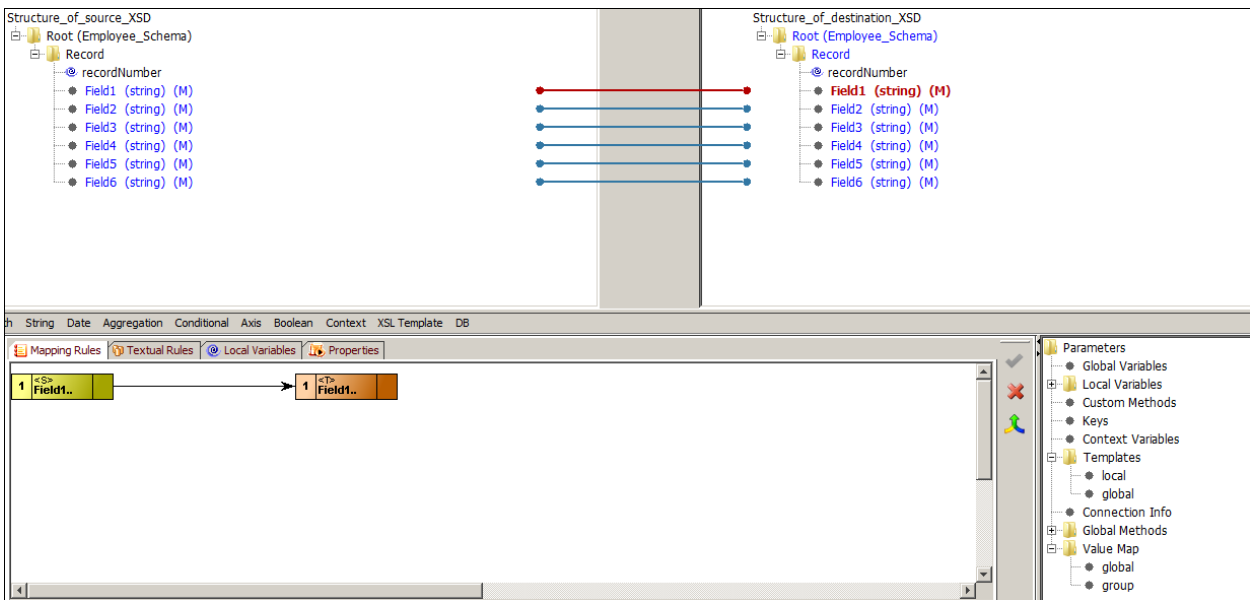 Structure_of_source_XSD
Root (Employee_Schema)
Record
recordNumber
Field1 (string) (M)
Field2 (string) (M)
Field3 (string) (M)
Field4 (string) (M)
Field5 (string) (M)
Field6 (string) (M)
Structure_of_destination_XSD
Root (Employee_Schema)
Record
recordNumber
Field1 (string) (M)
Field2 (string) (M)
Field3 (string) (M)
Field4 (string) (M)
Field5 (string) (M)
Field6 (string) (M)
String Date Aggregation Conditional Axis Boolean Context XSL Template DB
Mapping Rules Textual Rules Local Variables Properties
1 <S> Field1..
1 <T> Field1..
Parameters
Global Variables
Local Variables
Custom Methods
Keys
Context Variables
Templates
local
global
Connection Info
Global Methods
Value Map
global
group